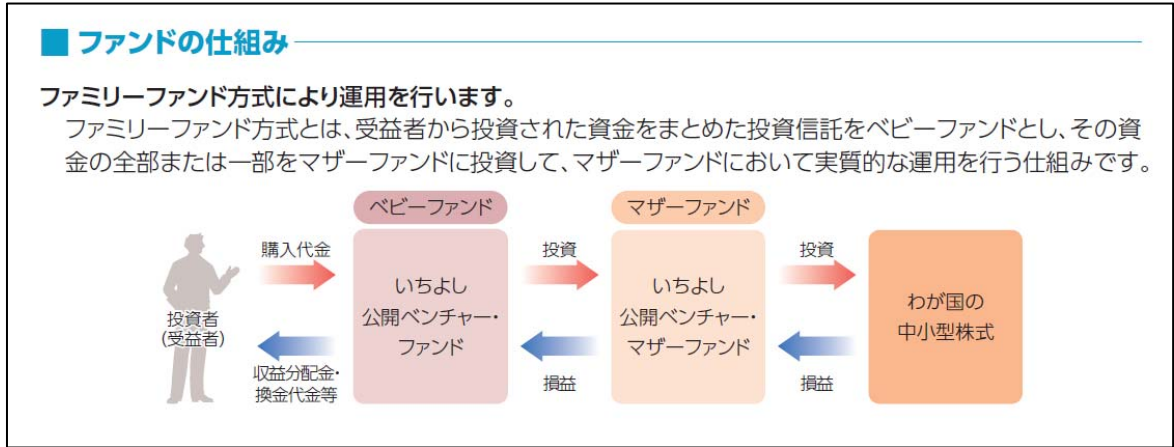 ■ ファンドの仕組み
ファミリーファンド方式により運用を行います。
ファミリーファンド方式とは、受益者から投資された資金をまとめた投資信託をベビーファンドとし、その資
金の全部または一部をマザーファンドに投資して、マザーファンドにおいて実質的な運用を行う仕組みです。
ベビーファンド
マザーファンド
購入代金
投資
投資
投資者
(受益者)
いちよし
公開ベンチャー・
ファンド
いちよし
公開ベンチャー・
マザーファンド
わが国の
中小型株式
収益分配金・
換金代金等
損益
損益